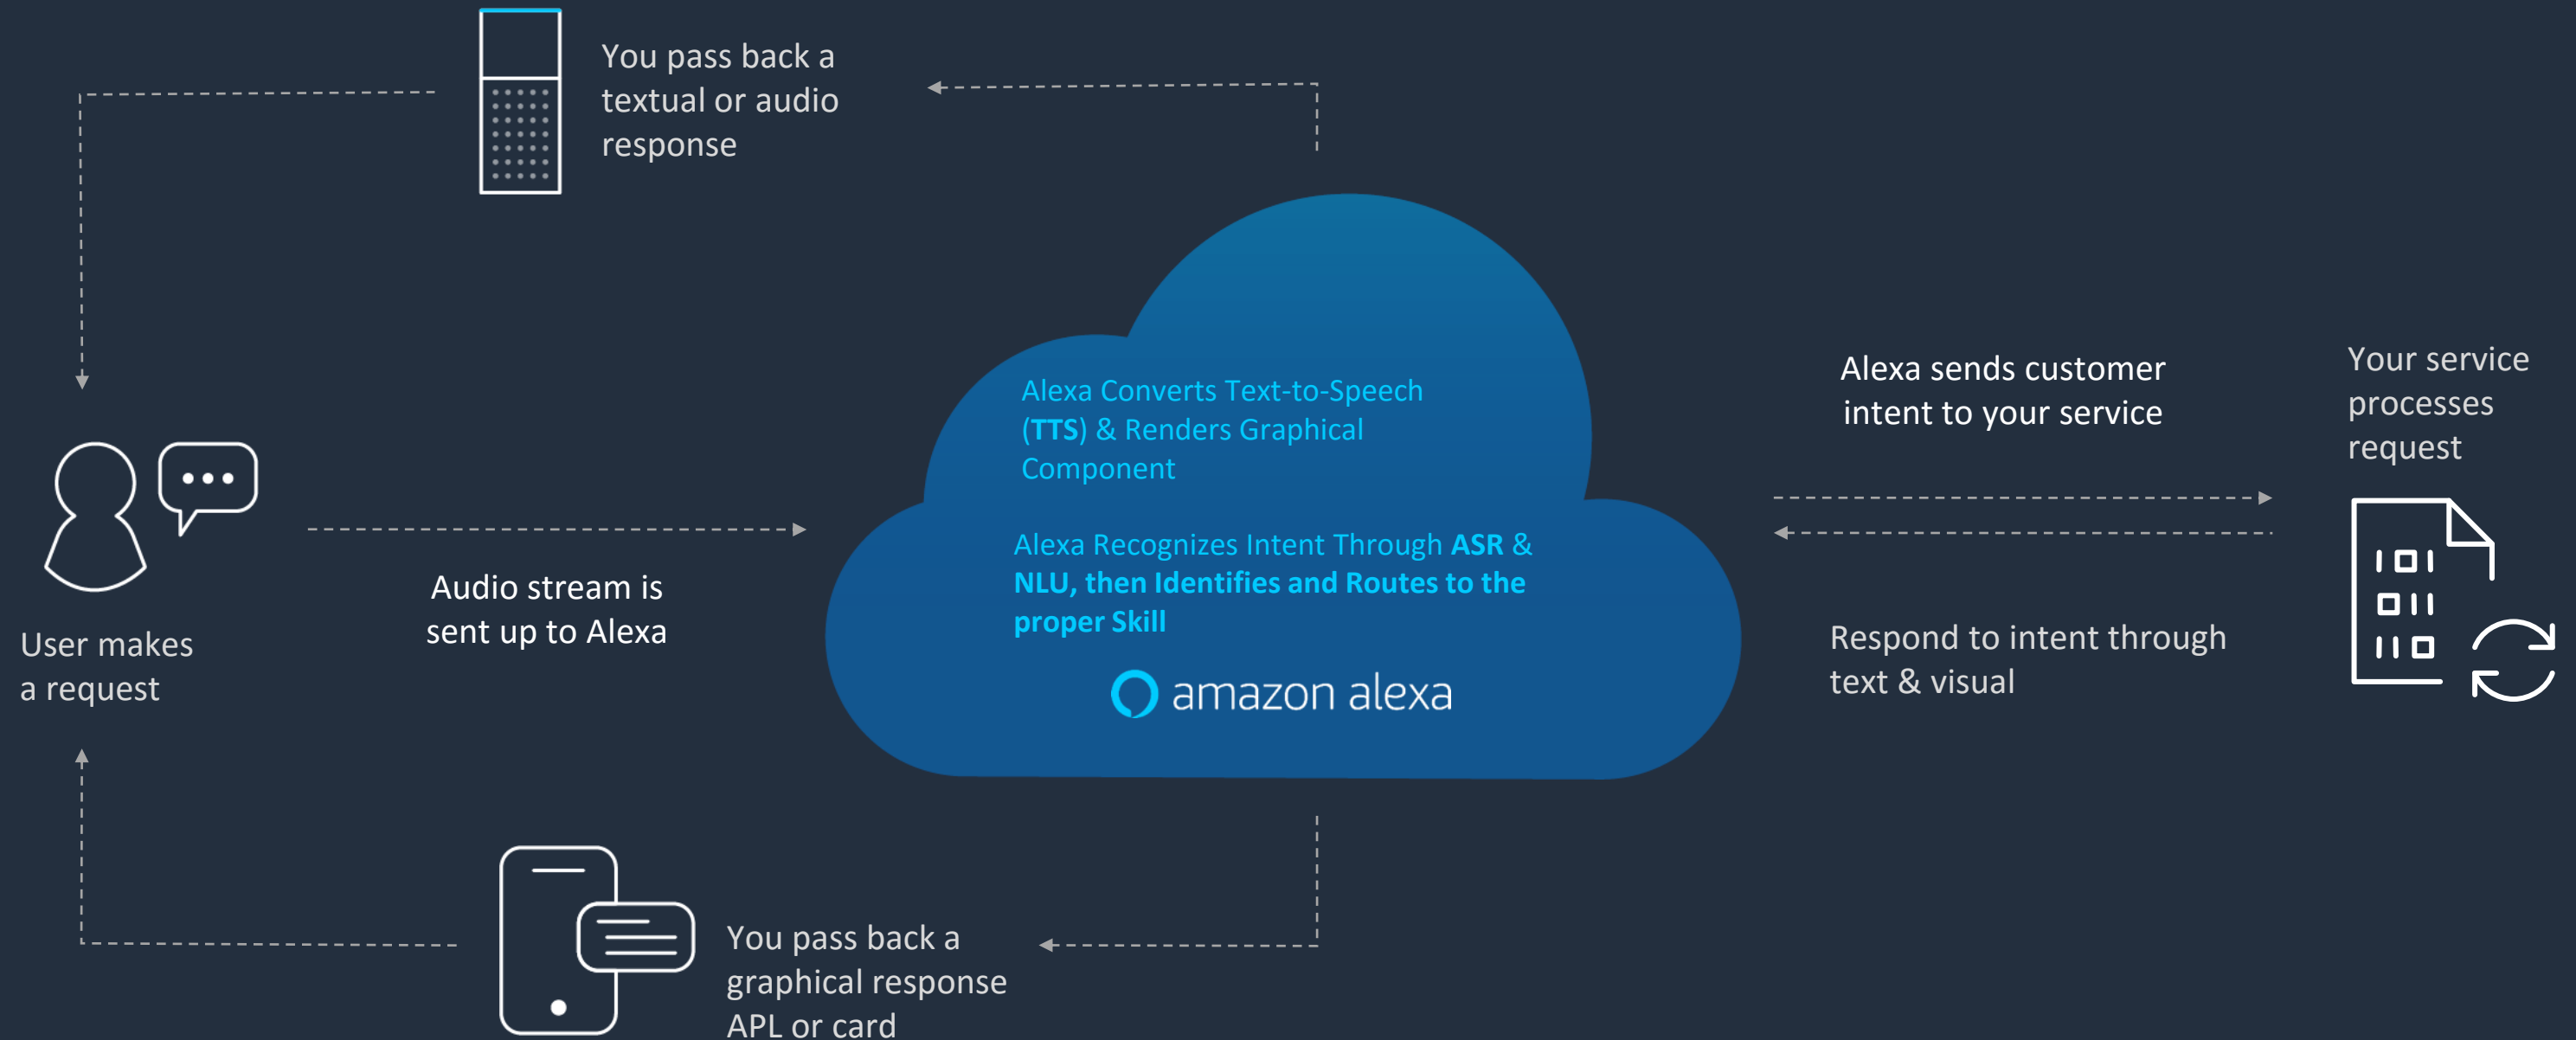 You pass back a
textual or audio
response
Alexa Converts Text-to-Speech
(TTS) & Renders Graphical
Component
Alexa Recognizes Intent Through ASR &
NLU, then Identifies and Routes to the
proper Skill
amazon alexa
Alexa sends customer
intent to your service
Your service
processes
request
Audio stream is
sent up to Alexa
User makes
a request
Respond to intent through
text & visual
You pass back a
graphical response
APL or card